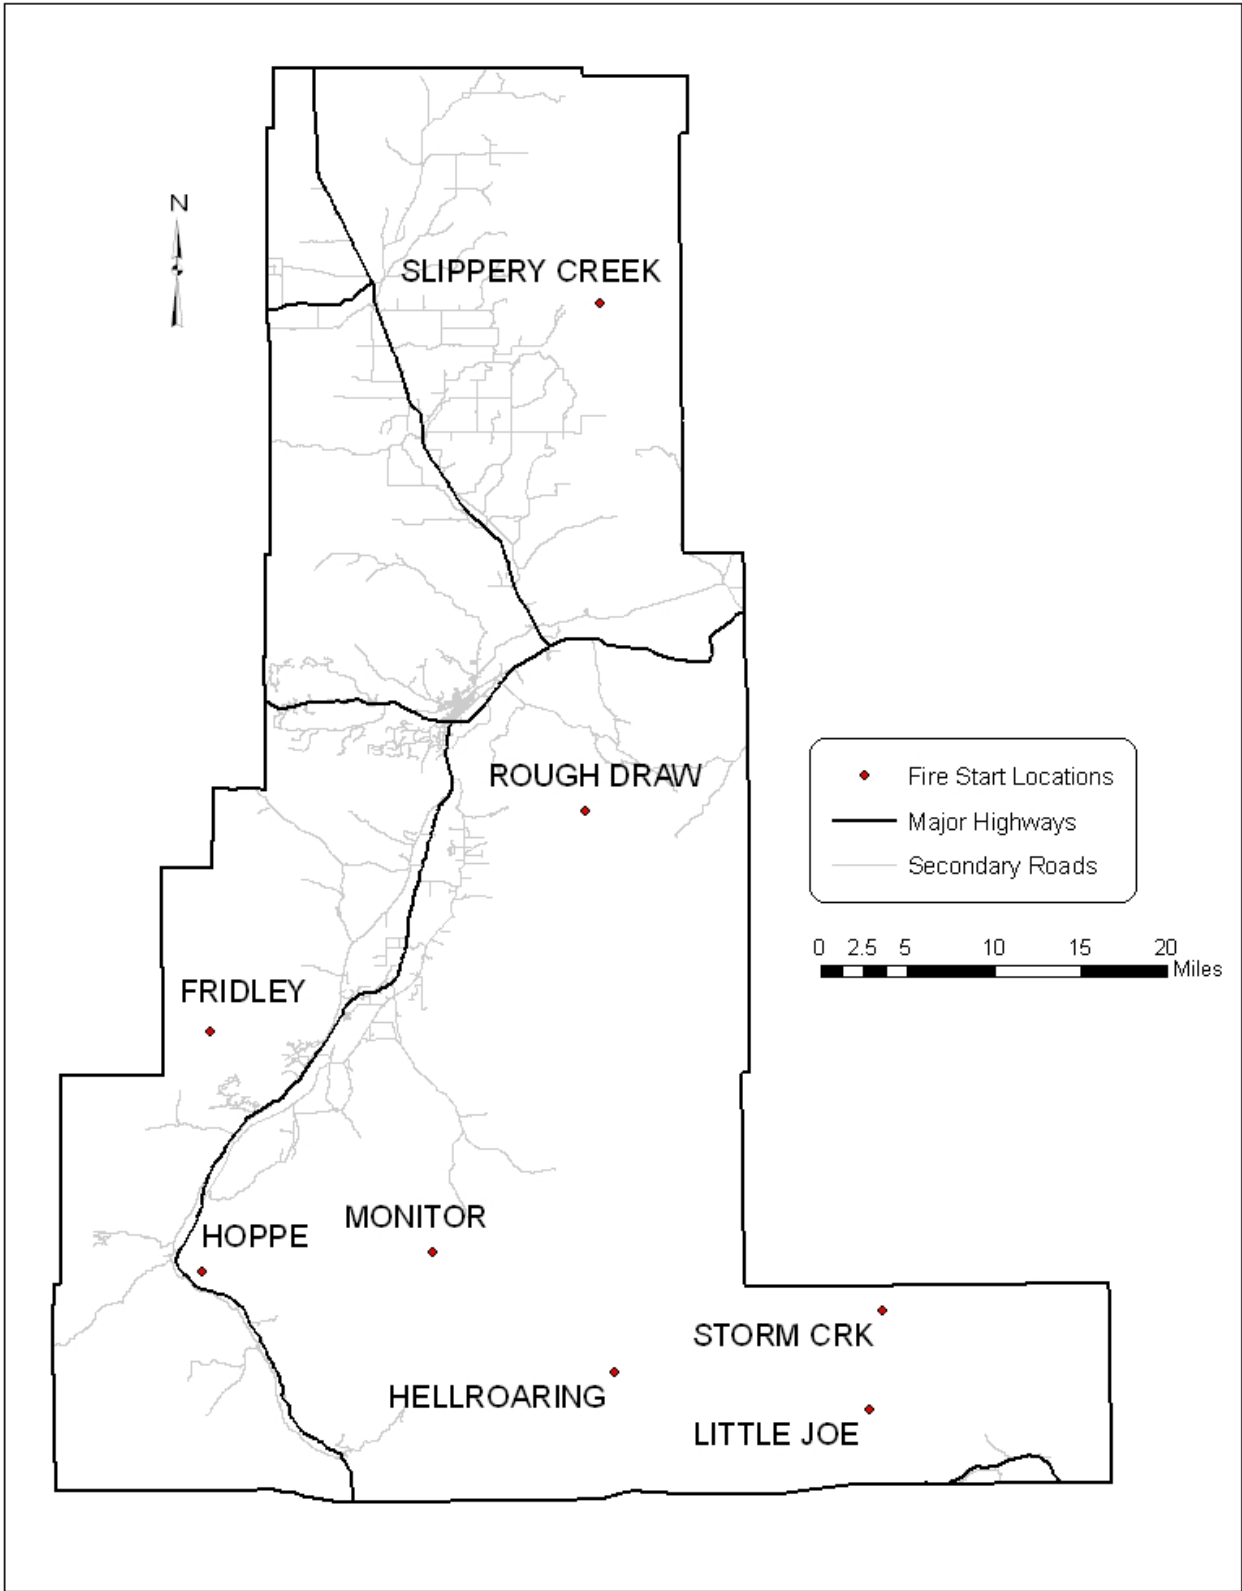 N
SLIPPERY CREEK
ROUGH DRAW
Fire Start Locations
Major Highways
Secondary Roads
0 2.5 5 10 15 20
Miles
FRIDLEY
MONITOR
HOPPE
STORM CRK
HELLROARING
LITTLE JOE